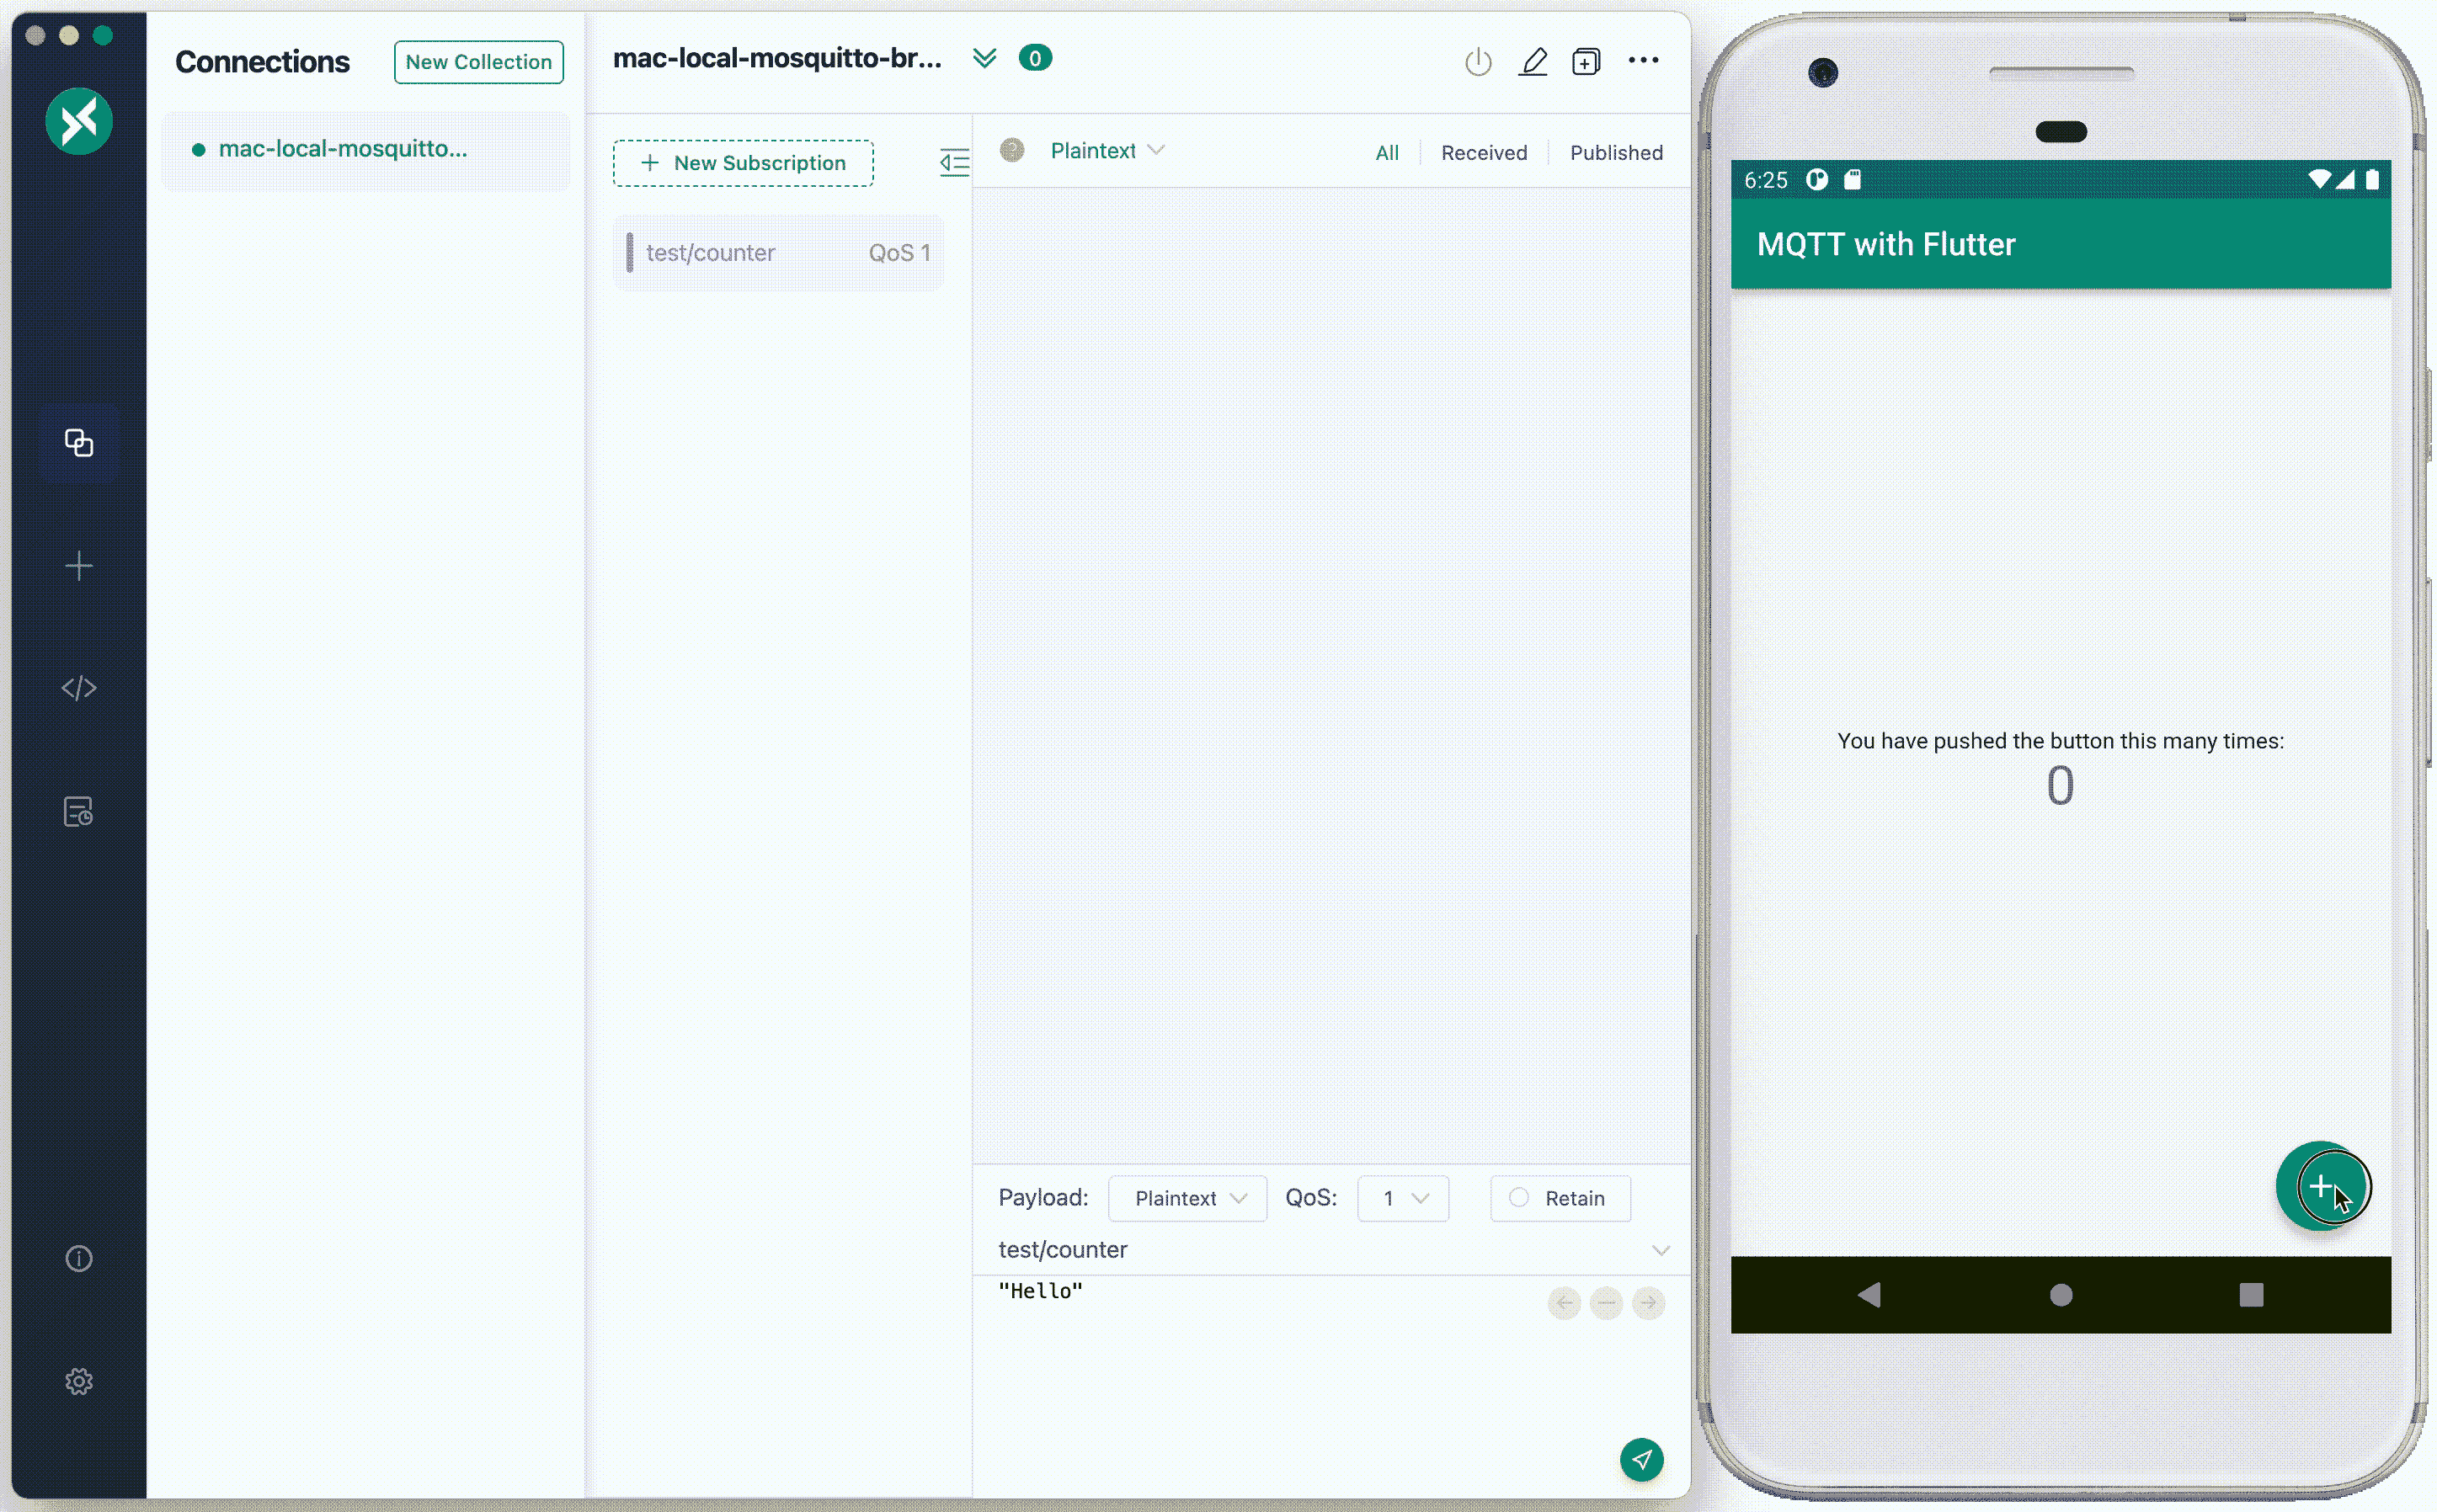 Connections
New Collection
mac-local-mosquitto...
mac-local-mosquitto-br...
0
New Subscription
test/counter QoS 1
Plaintext
All
Received
Published
Payload: Plaintext QoS: 1 Retain
test/counter
"Hello"
6:25
MQTT with Flutter
You have pushed the button this many times:
0